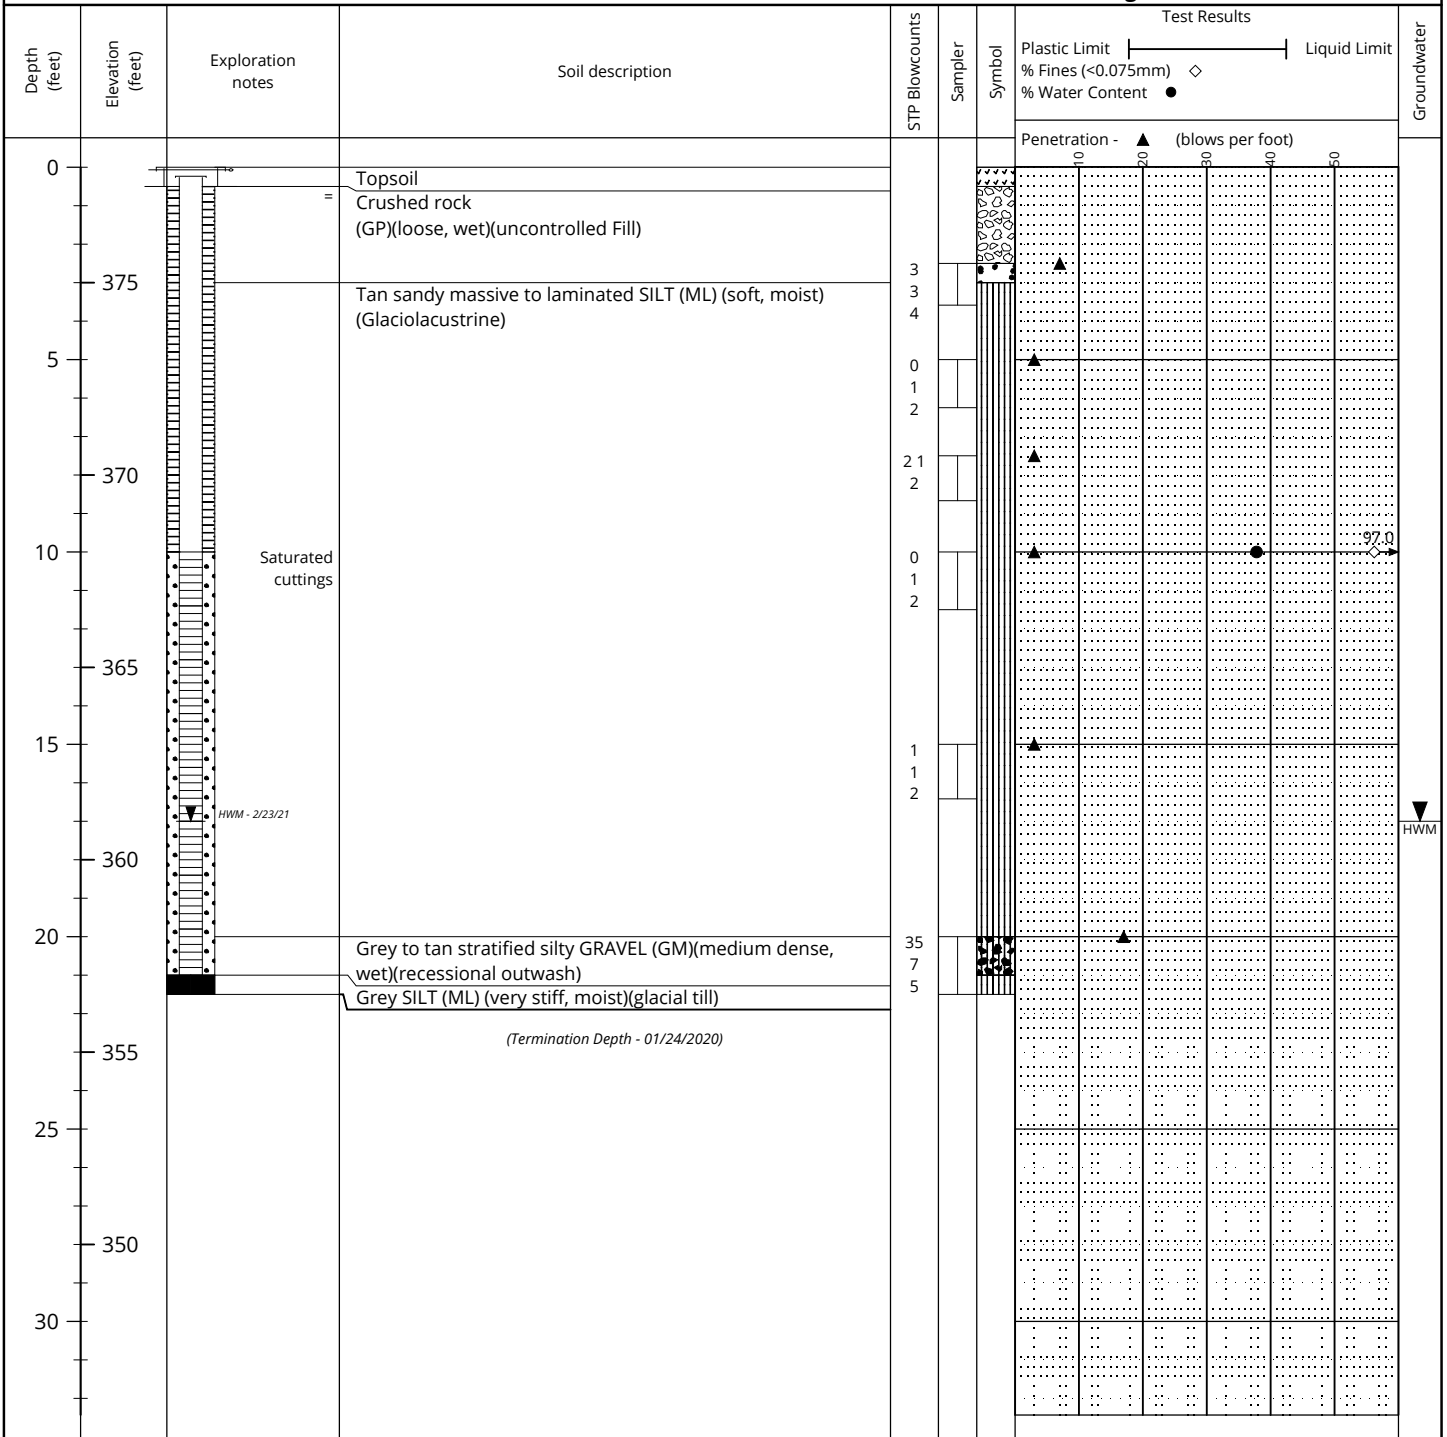 Depth
(feet)
Elevation
(feet)
Exploration
notes
Soil description
STP Blowcounts
Sampler
Symbol
Test Results
Plastic Limit Liquid Limit
% Fines (<0.075mm)
% Water Content
Penetration - (blows per foot)
Groundwater
10 20 30 40 50
0
Topsoil
=
Crushed rock
(GP)(loose, wet)(uncontrolled Fill)
3
375
Tan sandy massive to laminated SILT (ML) (soft, moist)
3
(Glaciolacustrine)
4
5
0
1
2
370
2 1
2
97.0
10
Saturated
cuttings
0
1
2
365
15
1
1
2
HWM - 2/23/21
HWM
360
20
Grey to tan stratified silty GRAVEL (GM)(medium dense,
wet)(recessional outwash)
35
7
5
Grey SILT (ML) (very stiff, moist)(glacial till)
(Termination Depth - 01/24/2020)
355
25
350
30